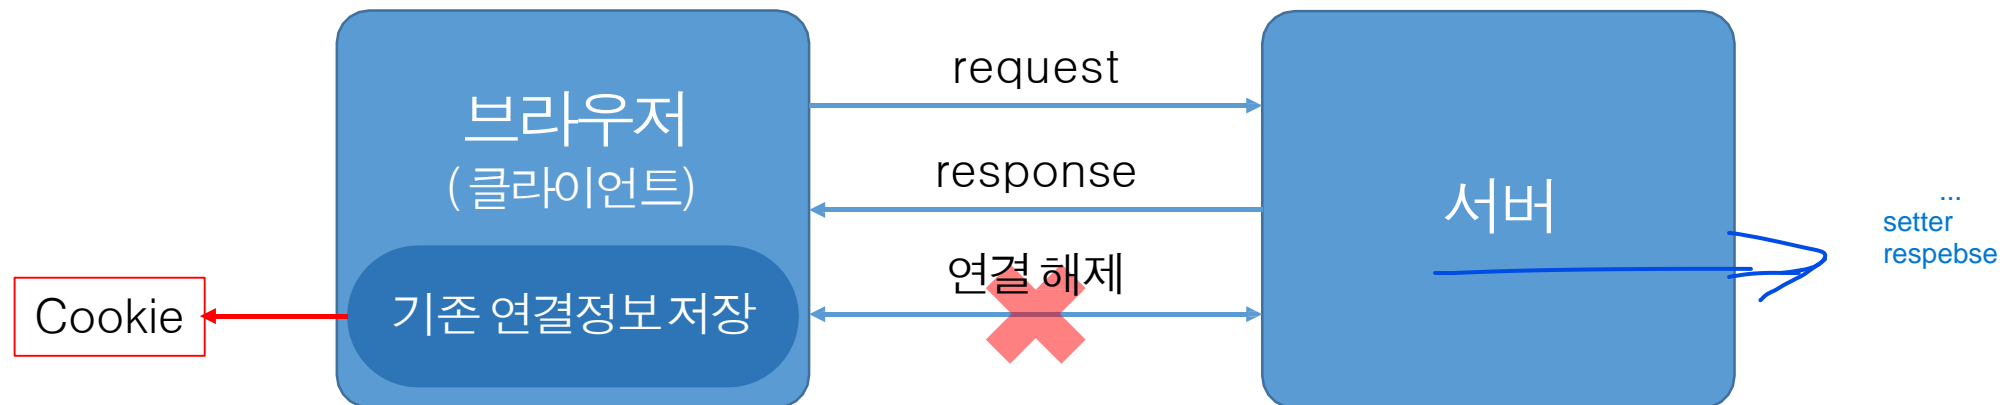 브라우저
(클라이언트)
기존 연결정보 저장
Cookie
request
response
연결 해제
서버
...
setter
respebse